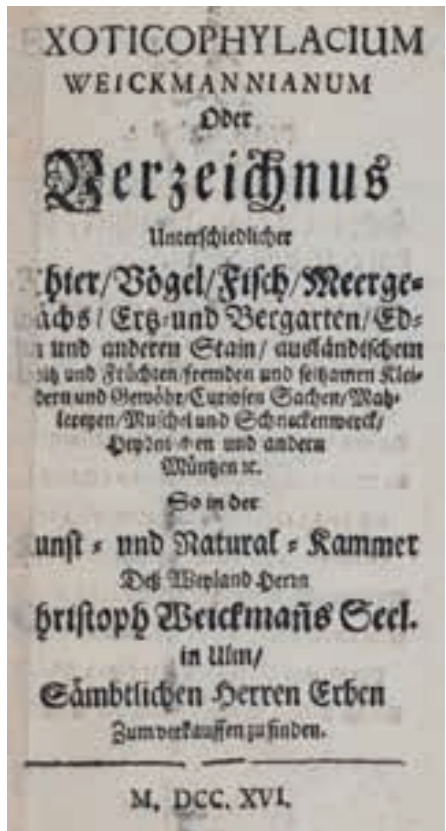 XOTICOPHYLACIUM
WEICKMANNIANUM
Oder
Verzeichnus
Unterschiedlicher
hier/Vögel/Fisch/Meerge-
ächs/Ertz-und Bergarten/Ed-
n und anderen Stain/ausländischem
oltz und Früchten/fremden und seltzamen Klei-
dern und Gewöhr/Curiosen Sachen/Mah-
lereyen/Muschel und Schneckenwerck/
Heydnischen und andern
Müntzen ꝛc.
So in der
unst- und Natural-Kammer
Deß Weyland Herrn
hristoph Weickmañs Seel.
in Ulm/
Sämbtlichen Herren Erben
Zum verkauffen zu finden.
M. DCC. XVI.